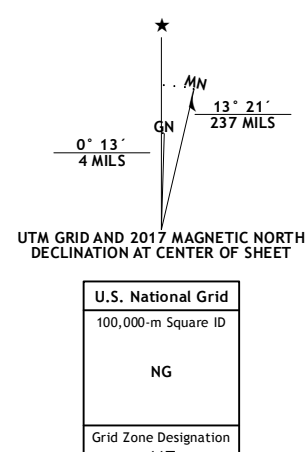 ★
MN
GN
13° 21´
237 MILS
0° 13´
4 MILS
UTM GRID AND 2017 MAGNETIC NORTH
DECLINATION AT CENTER OF SHEET
U.S. National Grid
100,000-m Square ID
NG
Grid Zone Designation